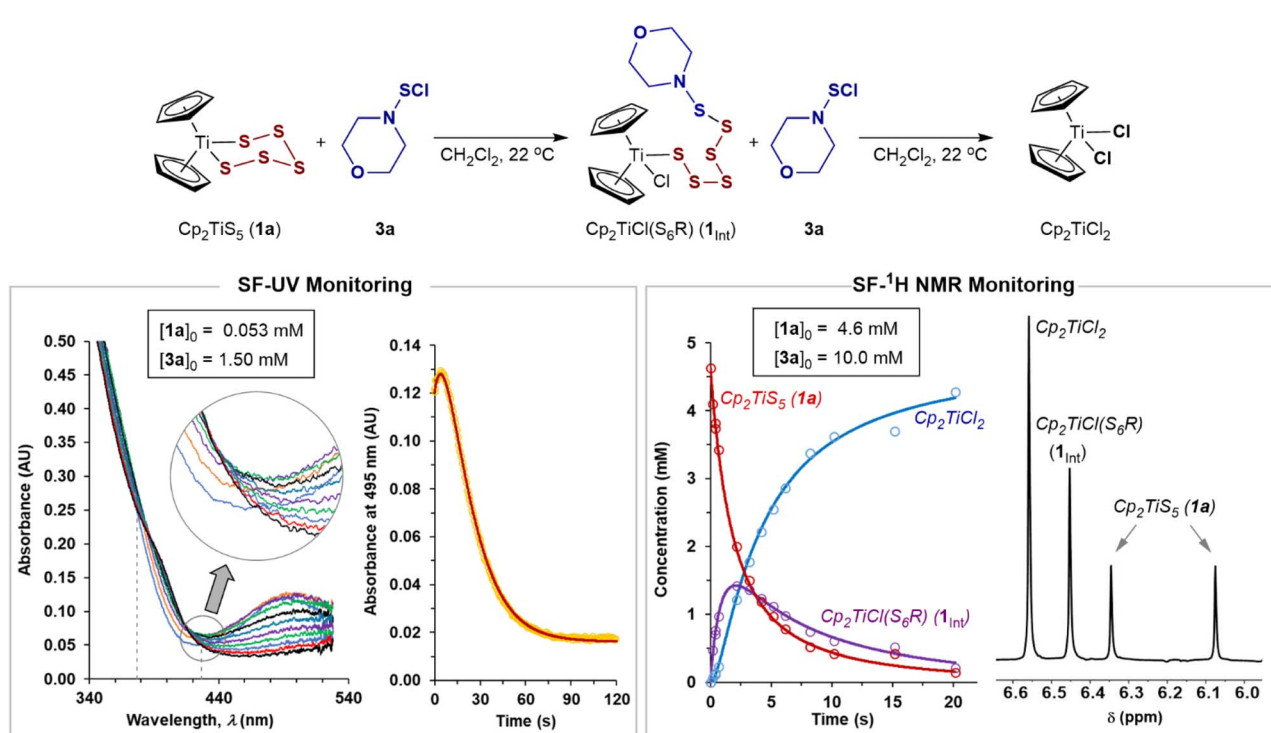 O
N
SCl
Ti
S
S
S
S
S
+
N
SCl
O
CH₂Cl₂, 22 °C
Ti
Cl
S
S
S
S
S
S
+
N
O
CH₂Cl₂, 22 °C
Ti
Cl
Cl
Cp₂TiS₅ (1a)
3a
Cp₂TiCl(S₆R) (1Int)
3a
Cp₂TiCl₂
SF-UV Monitoring
[1a]₀ = 0.053 mM
[3a]₀ = 1.50 mM
Absorbance (AU)
0.50
0.45
0.40
0.35
0.30
0.25
0.20
0.15
0.10
0.05
0.00
340
440
540
Wavelength, λ (nm)
Absorbance at 495 nm (AU)
0.14
0.12
0.10
0.08
0.06
0.04
0.02
0.00
0
30
60
90
120
Time (s)
SF-¹H NMR Monitoring
[1a]₀ = 4.6 mM
[3a]₀ = 10.0 mM
Concentration (mM)
5
4
3
2
1
0
Cp₂TiS₅ (1a)
Cp₂TiCl₂
Cp₂TiCl(S₆R) (1Int)
0
5
10
15
20
Time (s)
Cp₂TiCl₂
Cp₂TiCl(S₆R)
(1Int)
Cp₂TiS₅ (1a)
6.6
6.5
6.4
6.3
6.2
6.1
6.0
δ (ppm)